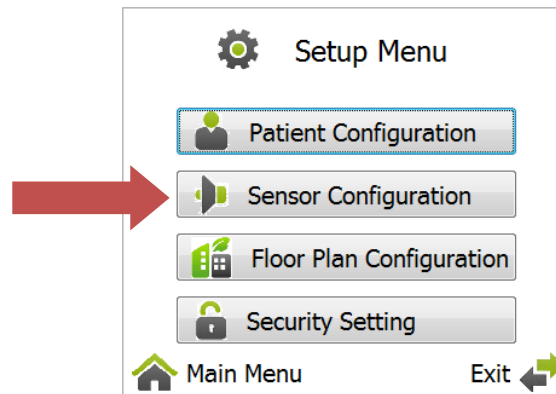 Setup Menu
Patient Configuration
Sensor Configuration
Floor Plan Configuration
Security Setting
Main Menu Exit